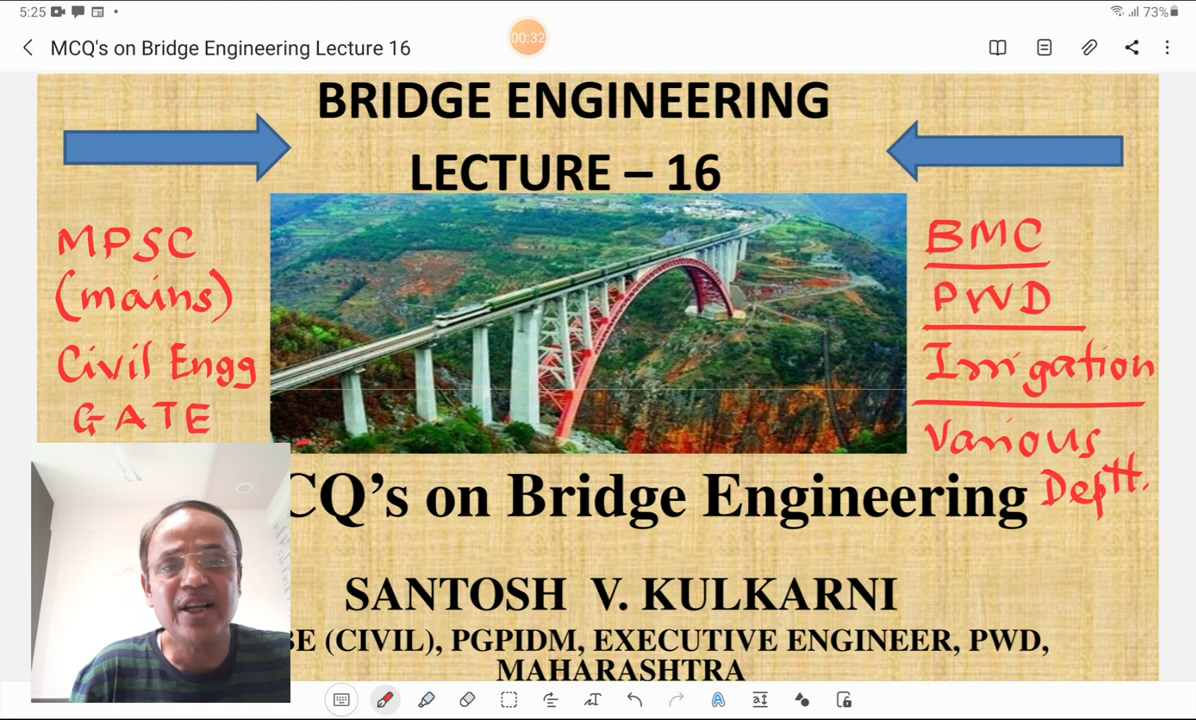 5:25
73%
00:32
MCQ's on Bridge Engineering Lecture 16
BRIDGE ENGINEERING
LECTURE – 16
MPSC
(mains)
Civil Engg
GATE
BMC
PWD
Irrigation
Various
Deptt.
CQ's on Bridge Engineering
SANTOSH V. KULKARNI
BE (CIVIL), PGPIDM, EXECUTIVE ENGINEER, PWD,
MAHARASHTRA